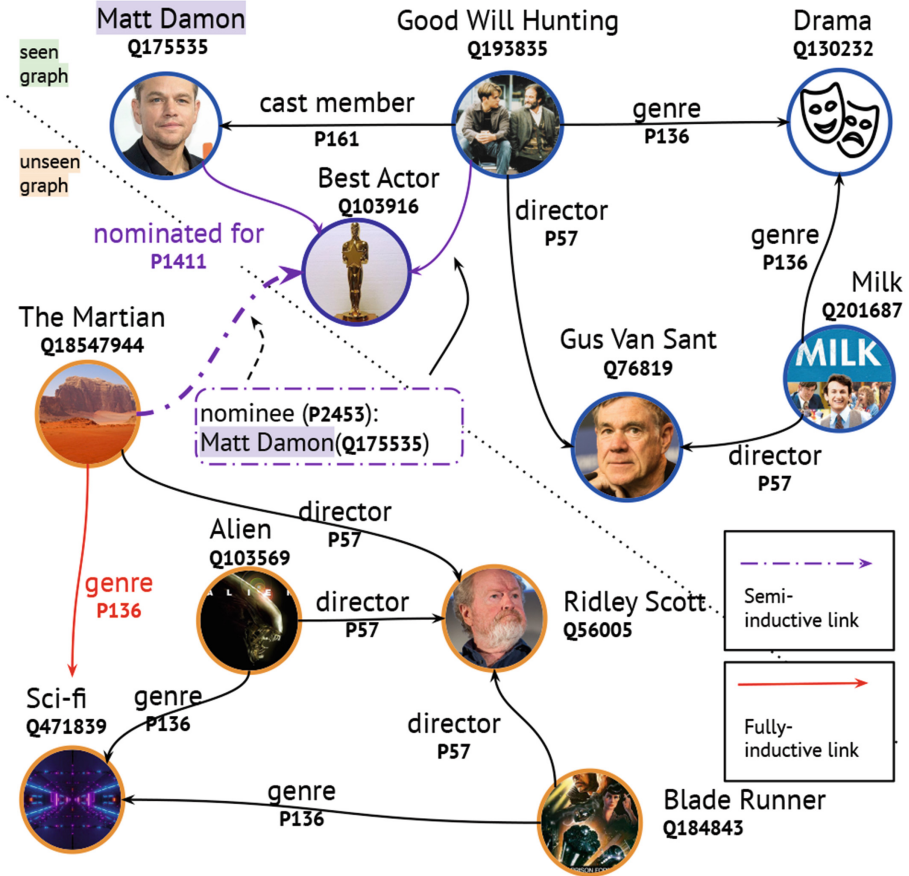 Matt Damon
Q175535
Good Will Hunting
Q193835
Drama
Q130232
seen
graph
cast member
P161
genre
P136
unseen
graph
Best Actor
Q103916
director
P57
nominated for
P1411
genre
P136
Milk
Q201687
MILK
The Martian
Q18547944
Gus Van Sant
Q76819
nominee (P2453):
Matt Damon(Q175535)
director
P57
director
P57
Alien
Q103569
ALIEN
genre
P136
director
P57
Ridley Scott
Q56005
Semi-
inductive link
Sci-fi
Q471839
genre
P136
director
P57
Fully-
inductive link
genre
P136
Blade Runner
Q184843